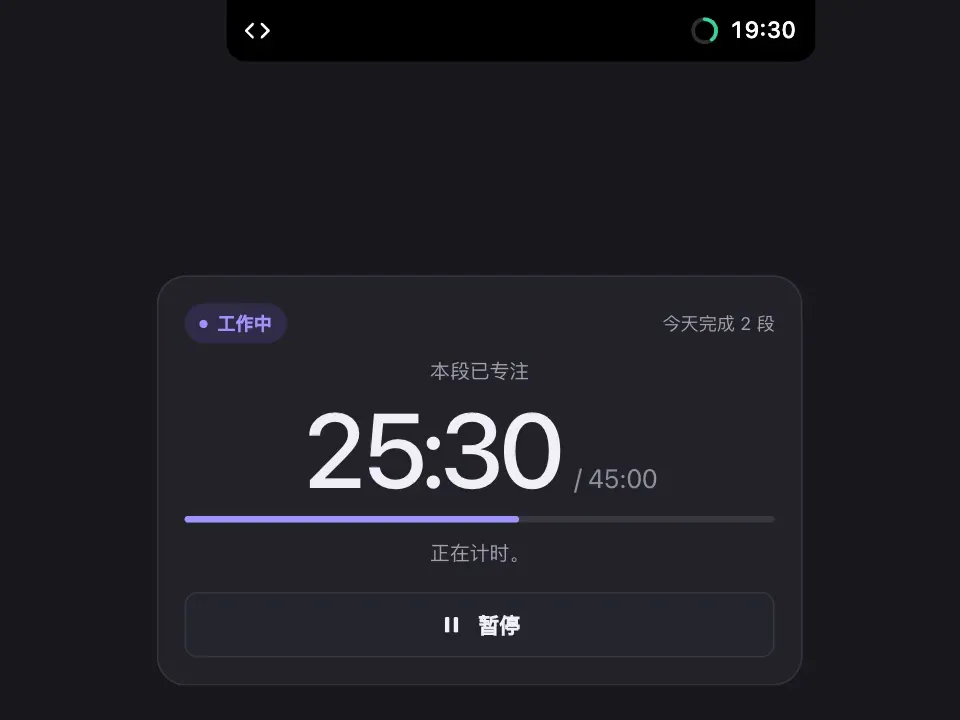 <> 19:30
工作中 今天完成 2 段
本段已专注
25:30 / 45:00
正在计时。
暂停